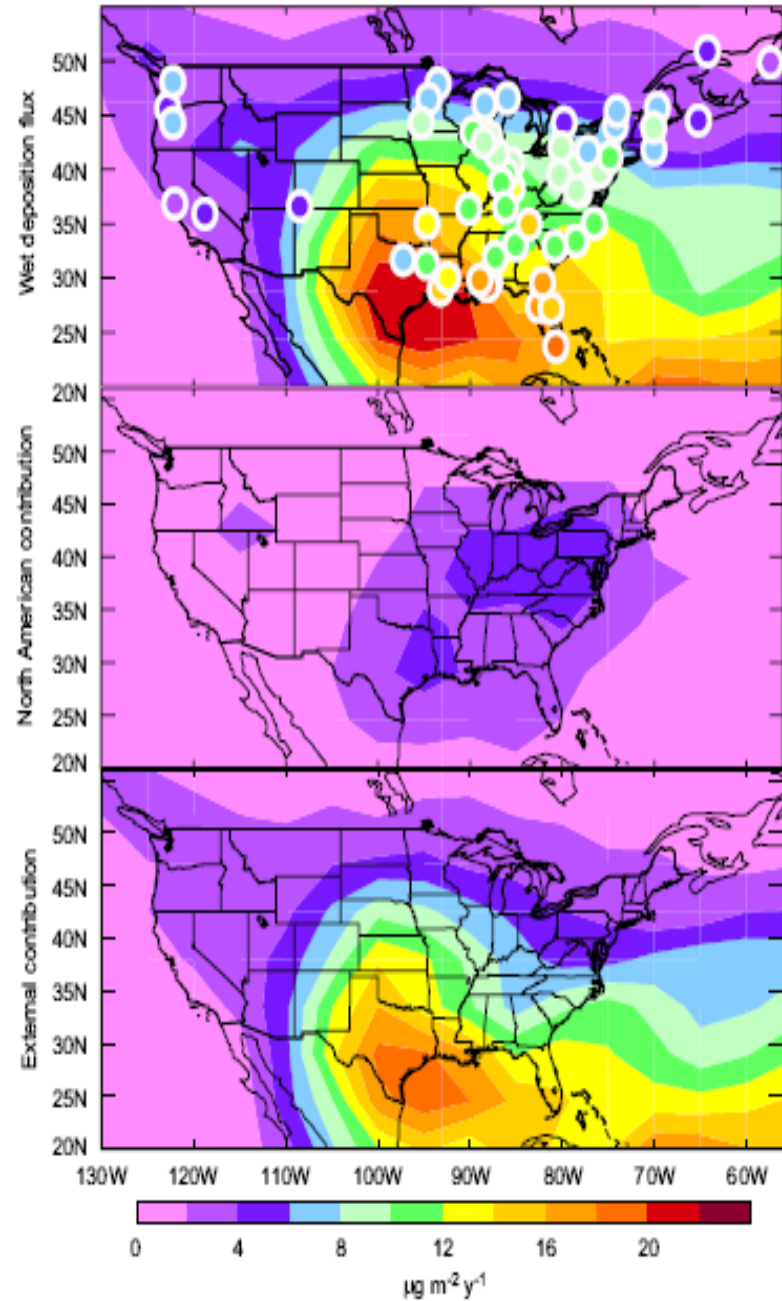 50N
45N
40N
35N
30N
25N
Wet deposition flux
20N
50N
45N
40N
35N
30N
25N
20N
North American contribution
50N
45N
40N
35N
30N
25N
20N
External contribution
130W 120W 110W 100W 90W 80W 70W 60W
0 4 8 12 16 20
µg m⁻² y⁻¹